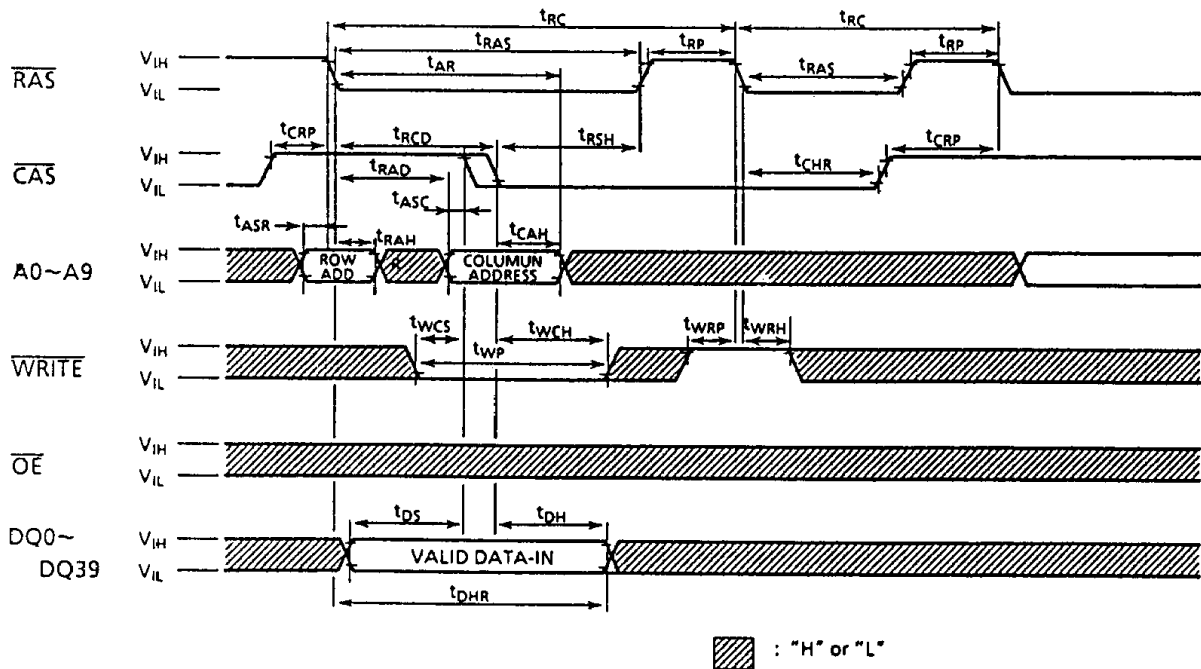 tRC tRC
tRAS tRP tRP
tAR tRAS
RAS VIH
VIL
tCRP tRCD tRSH tCRP
CAS VIH
VIL
tRAD tCHR
tASC
tASR tRAH tCAH
A0~A9 VIH
VIL
ROW
ADD
COLUMUN
ADDRESS
tWCS tWCH tWRP tWRH
tWP
WRITE VIH
VIL
OE VIH
VIL
tDS tDH
DQ0~
DQ39
VIH
VIL
VALID DATA-IN
tDHR
: "H" or "L"